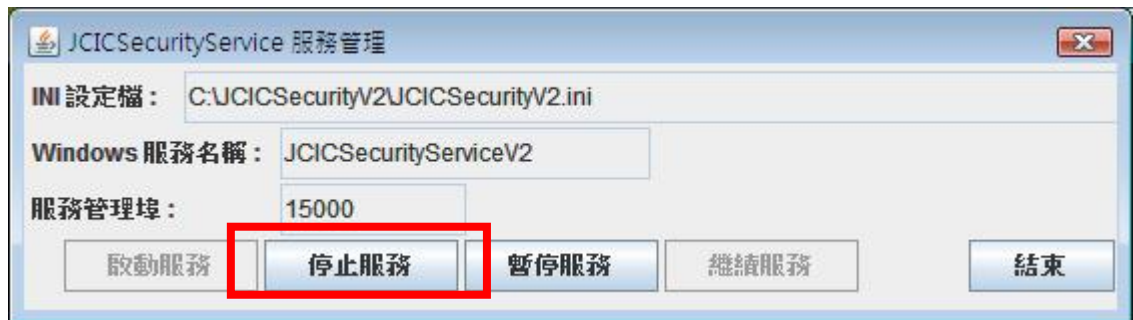 JCICSecurityService 服務管理
INI 設定檔： C:\JCICSecurityV2\JCICSecurityV2.ini
Windows 服務名稱： JCICSecurityServiceV2
服務管理埠： 15000
啟動服務 停止服務 暫停服務 繼續服務 結束